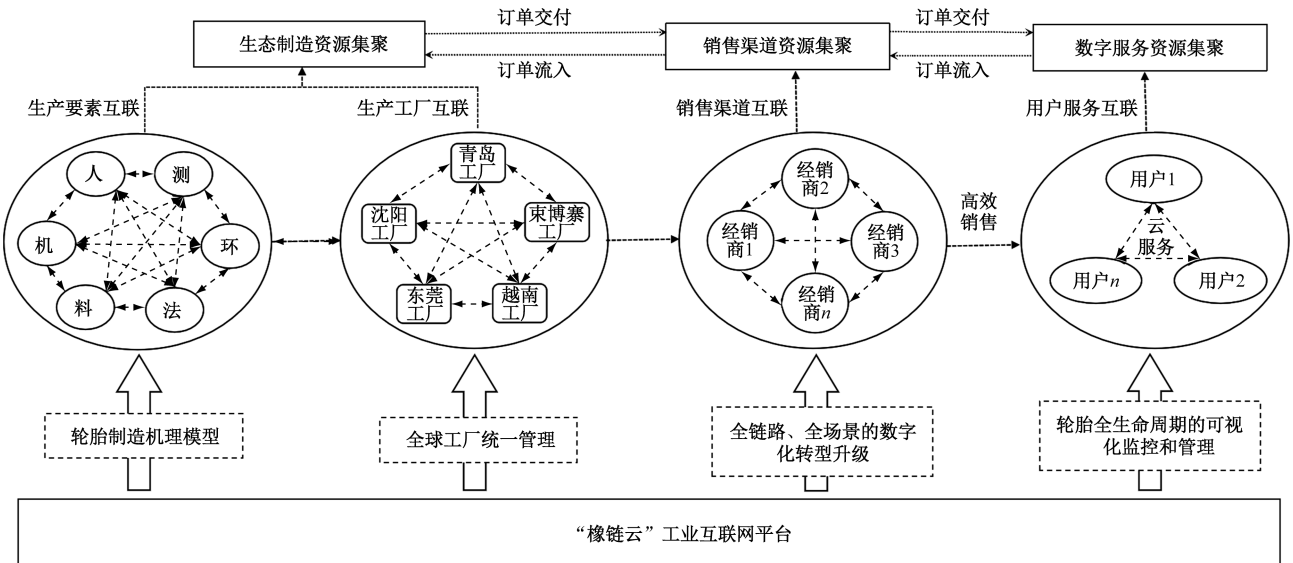 订单交付
订单交付
生态制造资源集聚
销售渠道资源集聚
数字服务资源集聚
订单流入
订单流入
生产要素互联
生产工厂互联
销售渠道互联
用户服务互联
人
测
机
环
料
法
青岛
工厂
沈阳
工厂
柬博寨
工厂
东莞
工厂
越南
工厂
经销
商2
经销
商1
经销
商3
经销
商n
高效
销售
用户1
云
服务
用户n
用户2
轮胎制造机理模型
全球工厂统一管理
全链路、全场景的数字
化转型升级
轮胎全生命周期的可视
化监控和管理
“橡链云”工业互联网平台